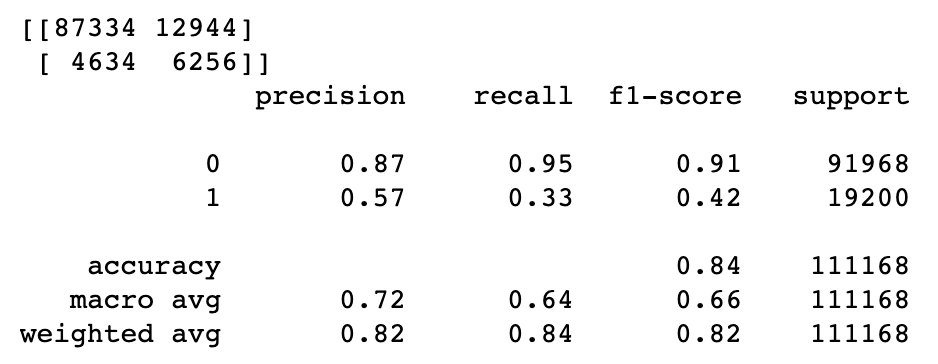 [[87334 12944]
[ 4634 6256]]
precision recall f1-score support
0 0.87 0.95 0.91 91968
1 0.57 0.33 0.42 19200
accuracy 0.84 111168
macro avg 0.72 0.64 0.66 111168
weighted avg 0.82 0.84 0.82 111168